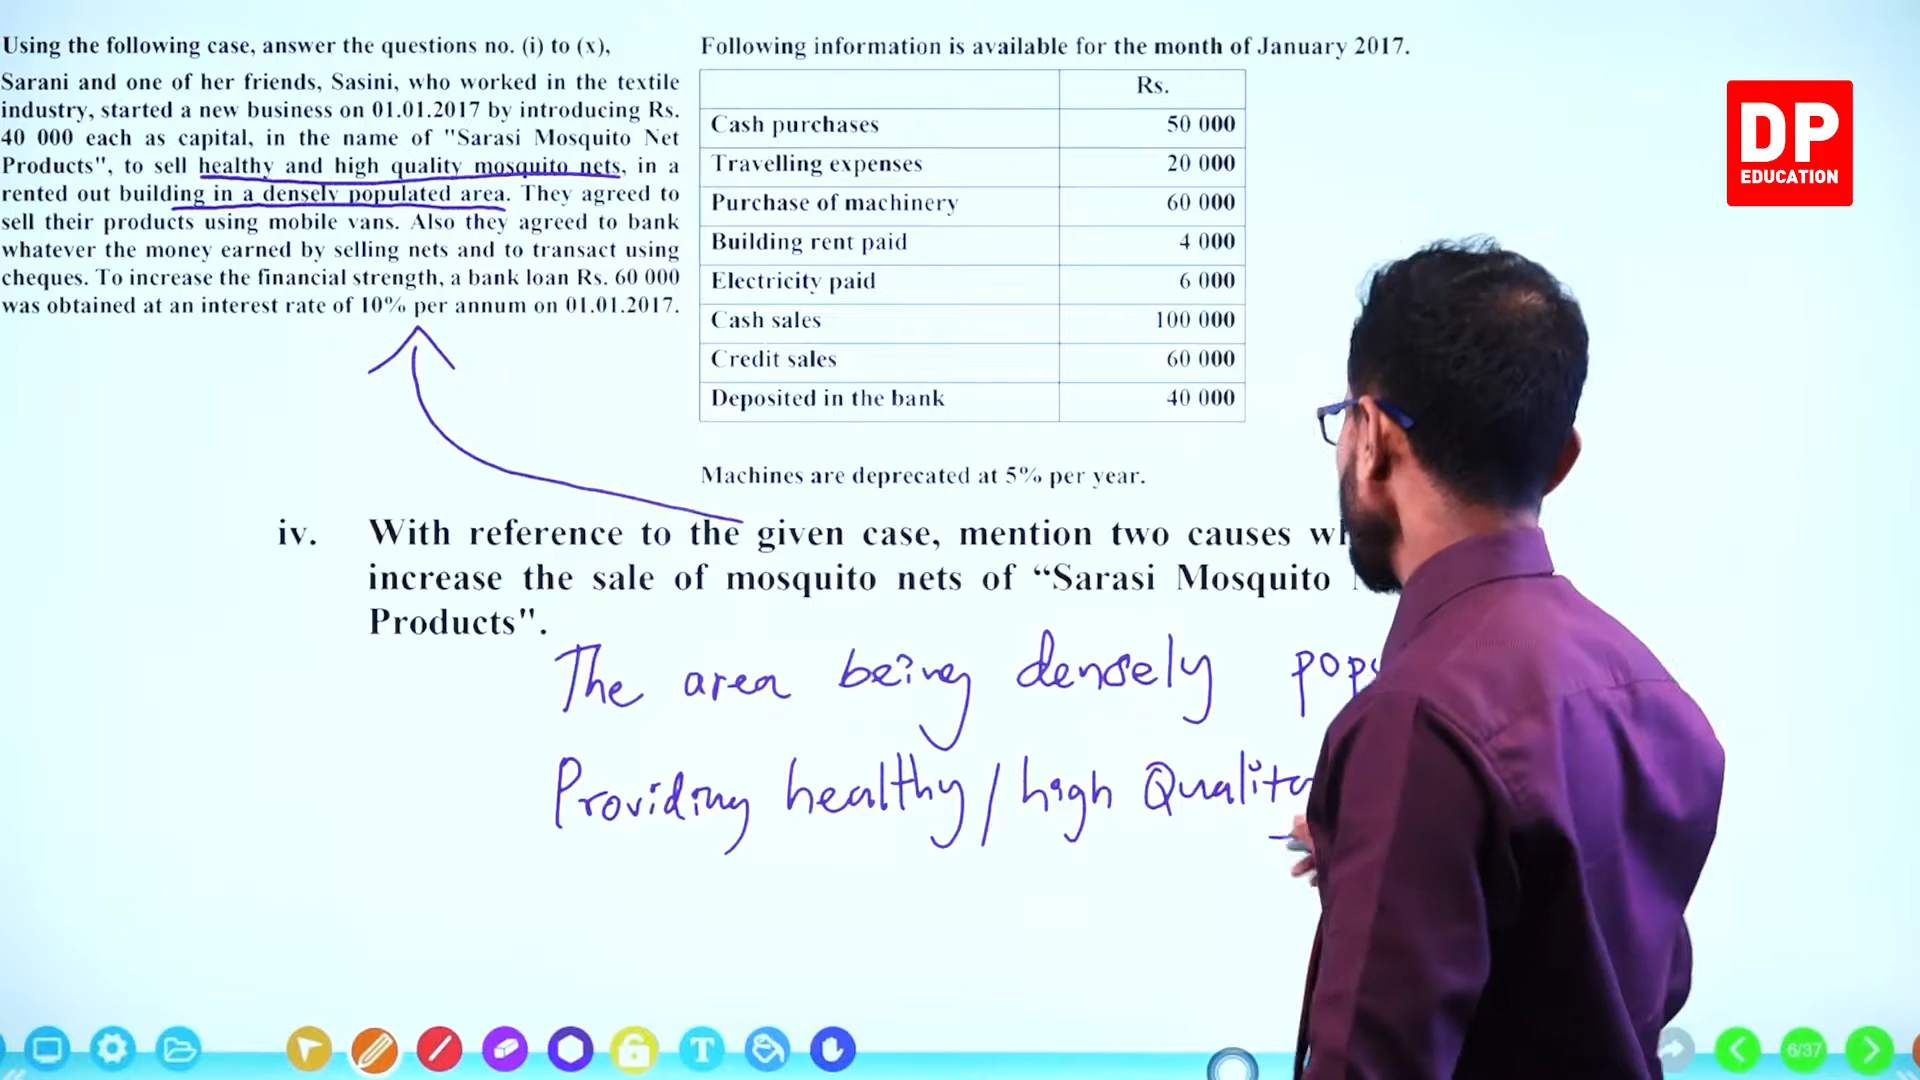 Using the following case, answer the questions no. (i) to (x),
Sarani and one of her friends, Sasini, who worked in the textile
industry, started a new business on 01.01.2017 by introducing Rs.
40 000 each as capital, in the name of "Sarasi Mosquito Net
Products", to sell healthy and high quality mosquito nets, in a
rented out building in a densely populated area. They agreed to
sell their products using mobile vans. Also they agreed to bank
whatever the money earned by selling nets and to transact using
cheques. To increase the financial strength, a bank loan Rs. 60 000
was obtained at an interest rate of 10% per annum on 01.01.2017.
Following information is available for the month of January 2017.
Rs.
Cash purchases 50 000
Travelling expenses 20 000
Purchase of machinery 60 000
Building rent paid 4 000
Electricity paid 6 000
Cash sales 100 000
Credit sales 60 000
Deposited in the bank 40 000
Machines are deprecated at 5% per year.
DP
EDUCATION
iv. With reference to the given case, mention two causes
increase the sale of mosquito nets of “Sarasi Mosquito
Products".
The area being densely
Providing healthy / high
T
6/37